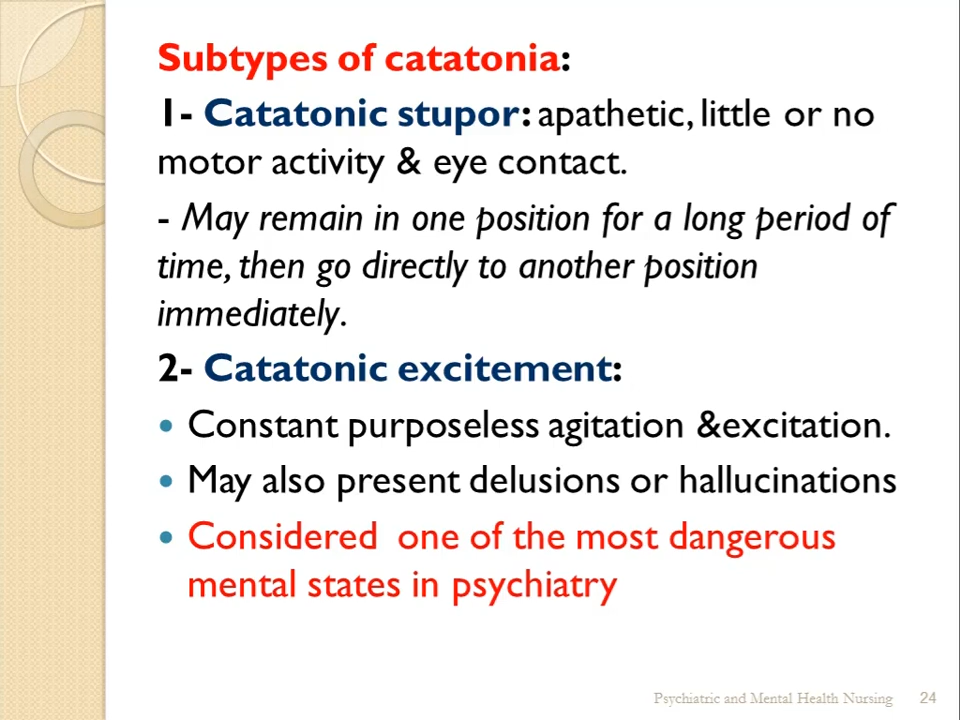 Subtypes of catatonia:
1- Catatonic stupor: apathetic, little or no
motor activity & eye contact.
- May remain in one position for a long period of
time, then go directly to another position
immediately.
2- Catatonic excitement:
• Constant purposeless agitation &excitation.
• May also present delusions or hallucinations
• Considered  one of the most dangerous
mental states in psychiatry
Psychiatric and Mental Health Nursing 24